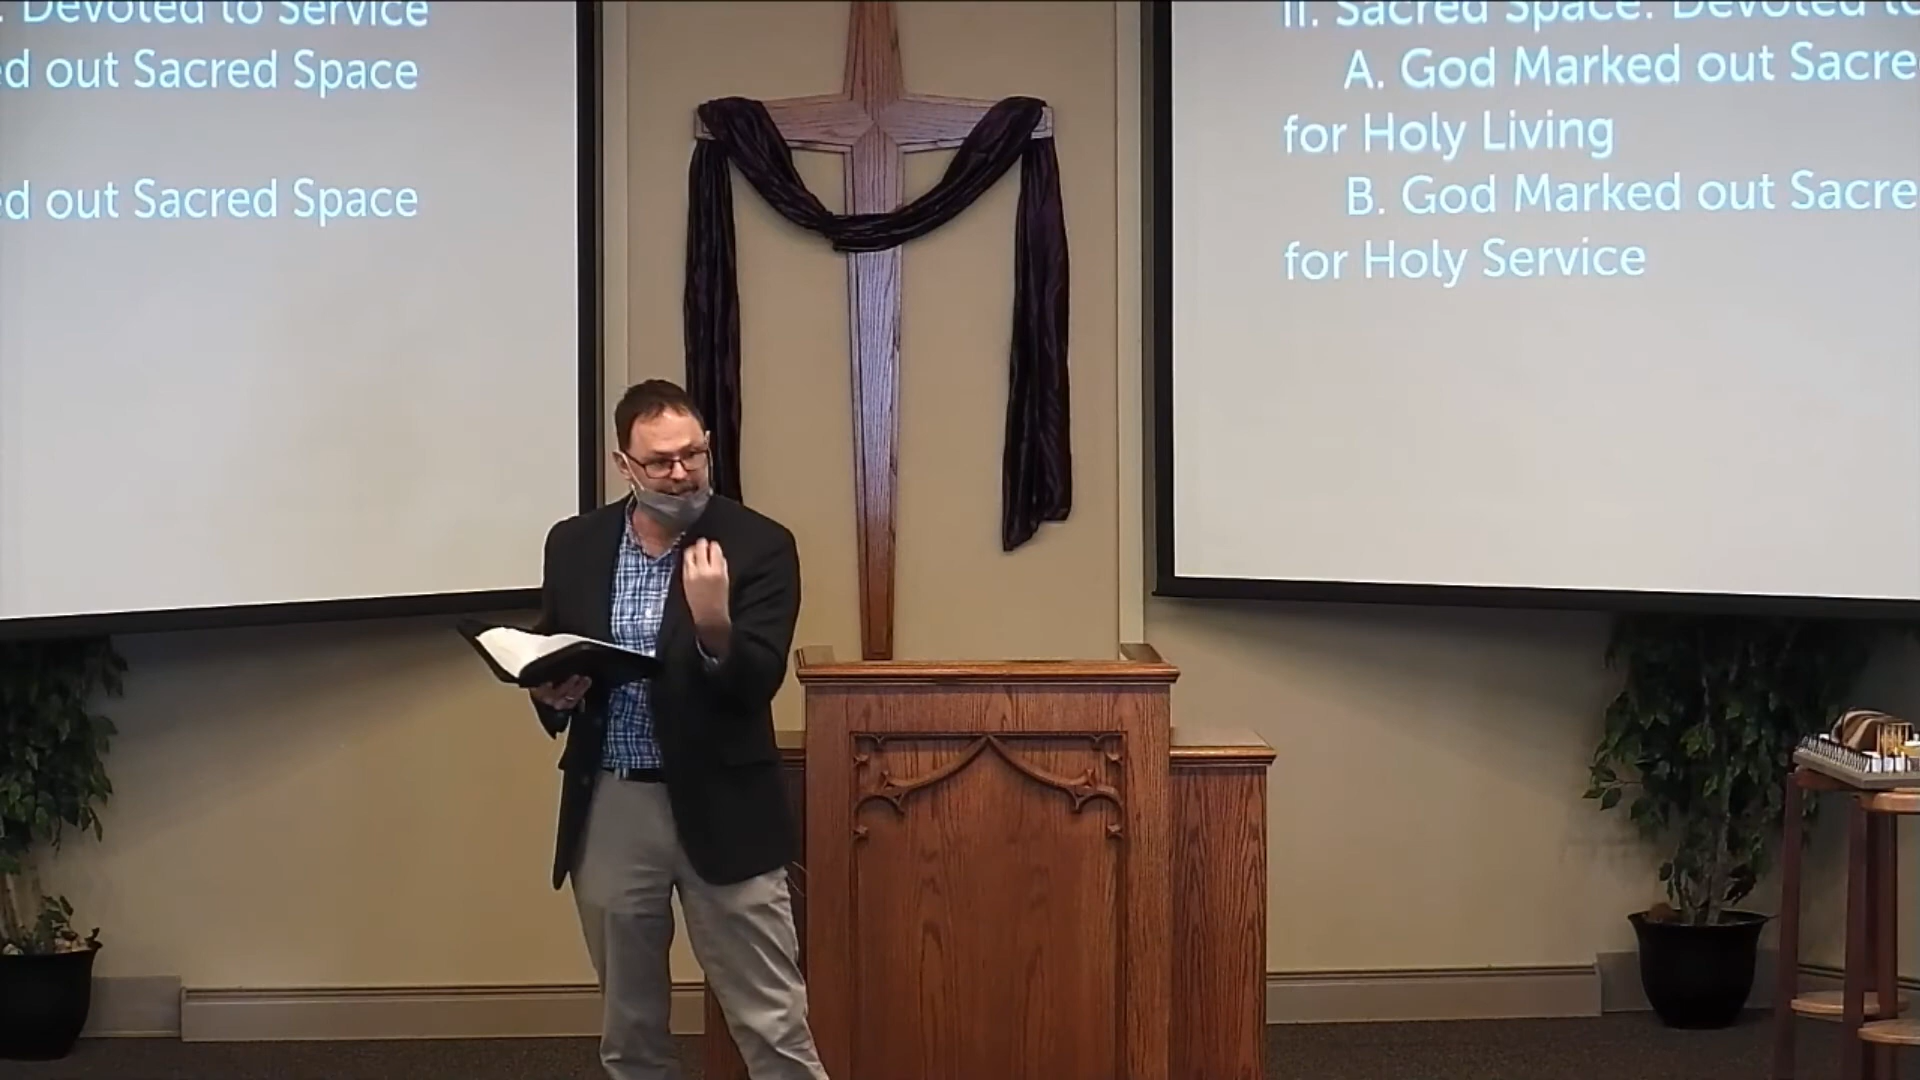 . Devoted to Service
ed out Sacred Space
ed out Sacred Space
II. Sacred Space: Devoted to
A. God Marked out Sacre
for Holy Living
B. God Marked out Sacre
for Holy Service